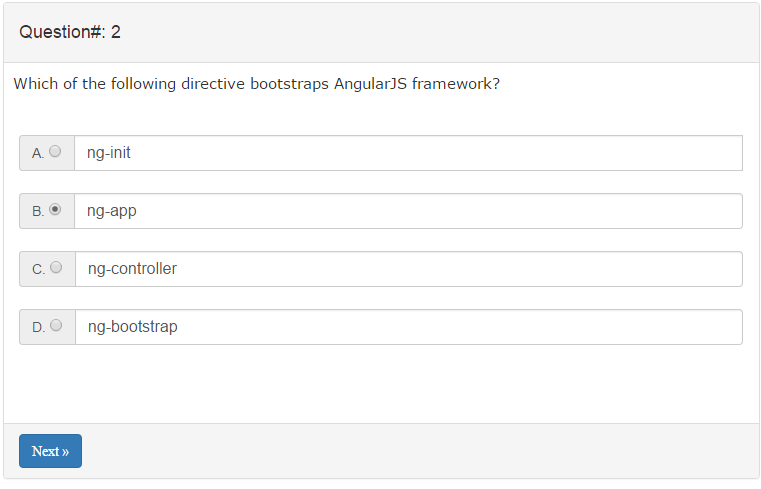 Question#: 2
Which of the following directive bootstraps AngularJS framework?
A. ng-init
B. ng-app
C. ng-controller
D. ng-bootstrap
Next »